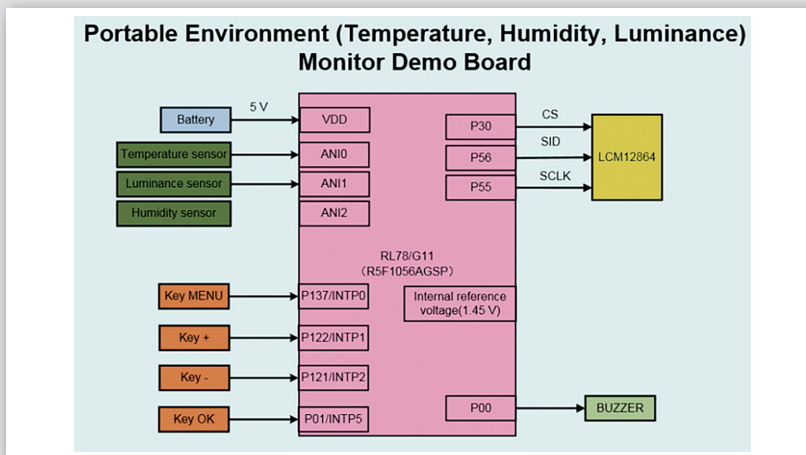 Portable Environment (Temperature, Humidity, Luminance)
Monitor Demo Board
Battery
5 V
VDD
Temperature sensor
ANI0
Luminance sensor
ANI1
Humidity sensor
ANI2
P30
CS
P56
SID
P55
SCLK
LCM12864
RL78/G11
（R5F1056AGSP）
Internal reference
voltage(1.45 V)
Key MENU
P137/INTP0
Key +
P122/INTP1
Key -
P121/INTP2
Key OK
P01/INTP5
P00
BUZZER